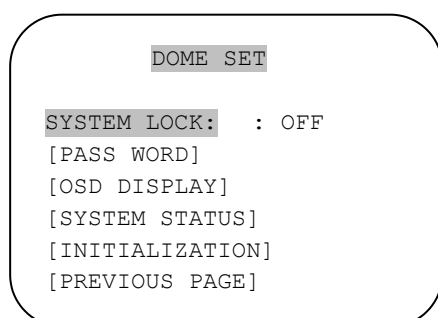 DOME SET
SYSTEM LOCK: : OFF
[PASS WORD]
[OSD DISPLAY]
[SYSTEM STATUS]
[INITIALIZATION]
[PREVIOUS PAGE]